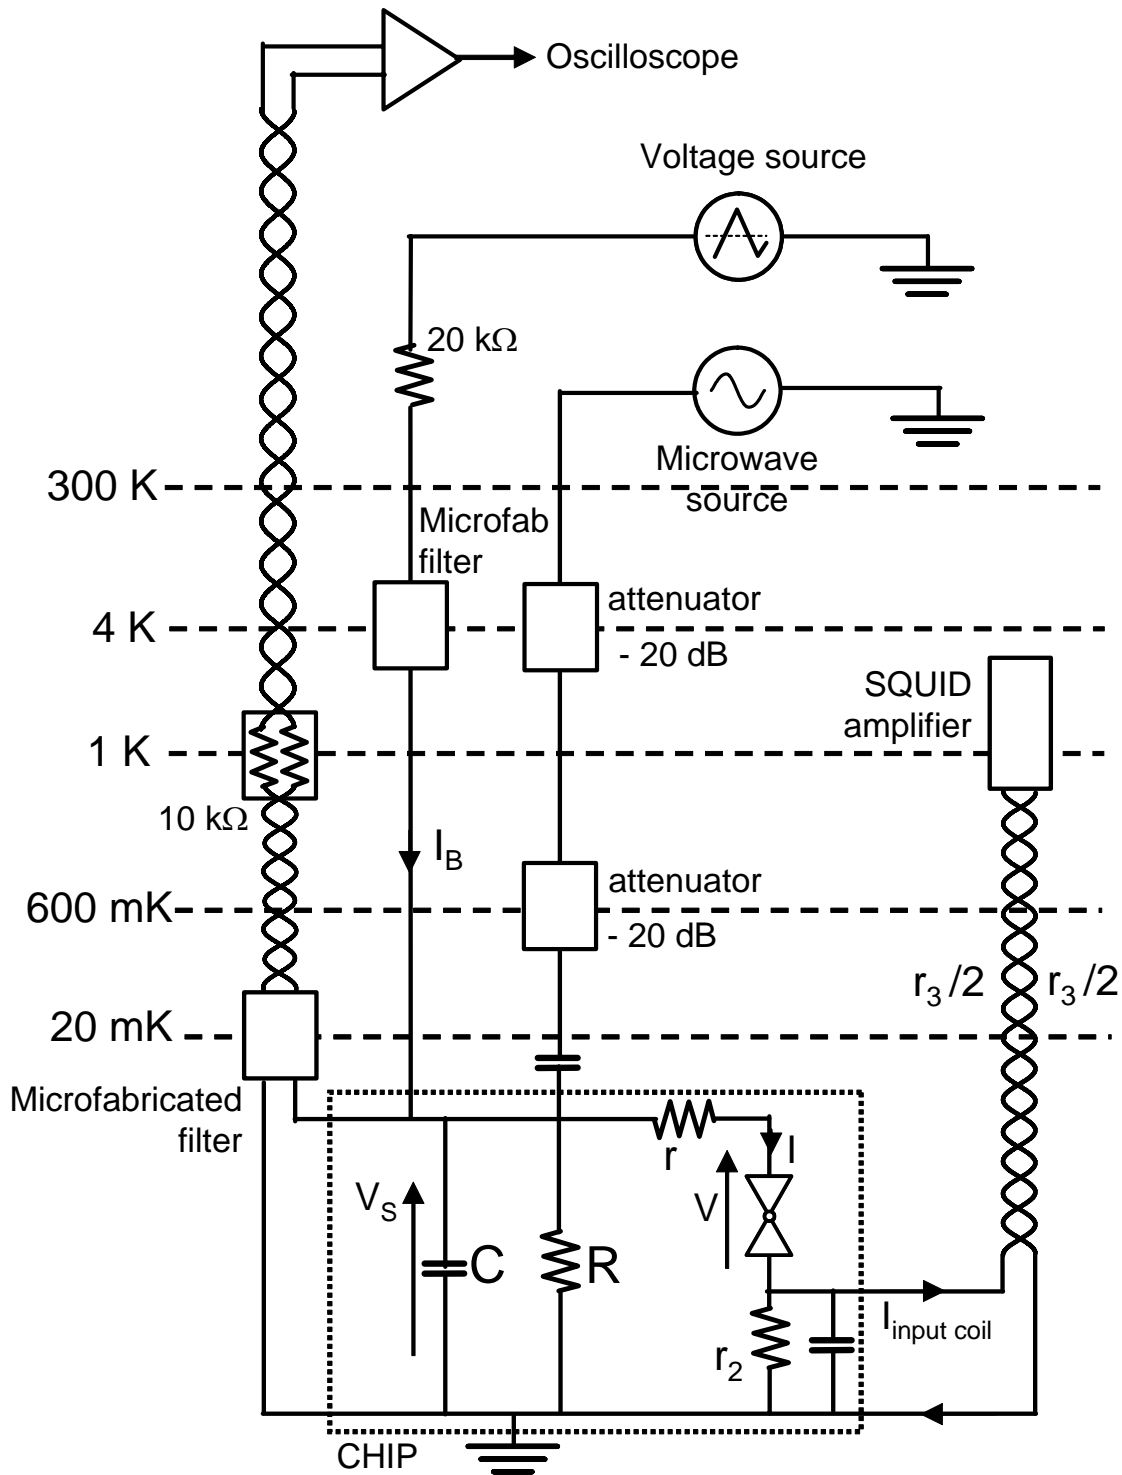 Oscilloscope
Voltage source
20 kΩ
Microwave
source
300 K
Microfab
filter
attenuator
- 20 dB
4 K
SQUID
amplifier
1 K
10 kΩ
I_B
attenuator
- 20 dB
600 mK
r_3 /2
r_3 /2
20 mK
Microfabricated
filter
r
I
V_S
V
C
R
I_input coil
r_2
CHIP